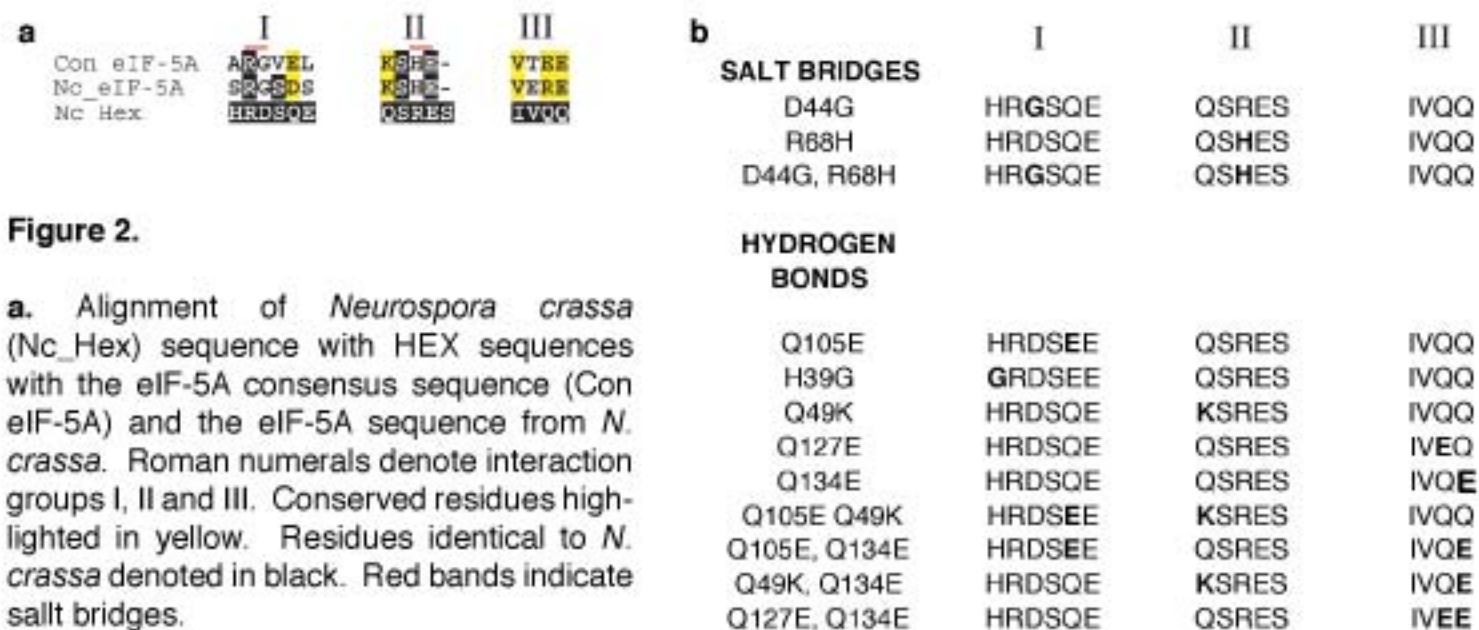 a
I II III
Con eIF-5A ARGVEL KSHE- VTEE
Nc_eIF-5A SRGSDS KSHE- VERE
Nc Hex HRDSQE QSRES IVQQ
Figure 2.
a. Alignment of Neurospora crassa
(Nc_Hex) sequence with HEX sequences
with the eIF-5A consensus sequence (Con
eIF-5A) and the eIF-5A sequence from N.
crassa. Roman numerals denote interaction
groups I, II and III. Conserved residues high-
lighted in yellow. Residues identical to N.
crassa denoted in black. Red bands indicate
sallt bridges.
b
I II III
SALT BRIDGES
D44G HRGSQE QSRES IVQQ
R68H HRDSQE QSHES IVQQ
D44G, R68H HRGSQE QSHES IVQQ
HYDROGEN
BONDS
Q105E HRDSEE QSRES IVQQ
H39G GRDSEE QSRES IVQQ
Q49K HRDSQE KSRES IVQQ
Q127E HRDSQE QSRES IVEQ
Q134E HRDSQE QSRES IVQE
Q105E Q49K HRDSEE KSRES IVQQ
Q105E, Q134E HRDSEE QSRES IVQE
Q49K, Q134E HRDSQE KSRES IVQE
Q127E, Q134E HRDSQE QSRES IVEE